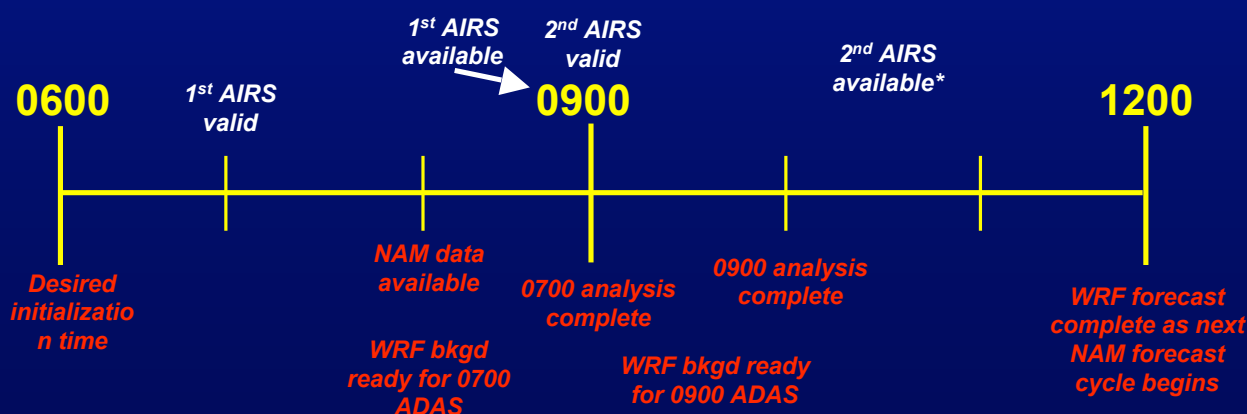 1st AIRS
available
2nd AIRS
valid
2nd AIRS
available*
0600
1st AIRS
valid
0900
1200
Desired
initializatio
n time
NAM data
available
WRF bkgd
ready for 0700
ADAS
0700 analysis
complete
WRF bkgd ready
for 0900 ADAS
0900 analysis
complete
WRF forecast
complete as next
NAM forecast
cycle begins